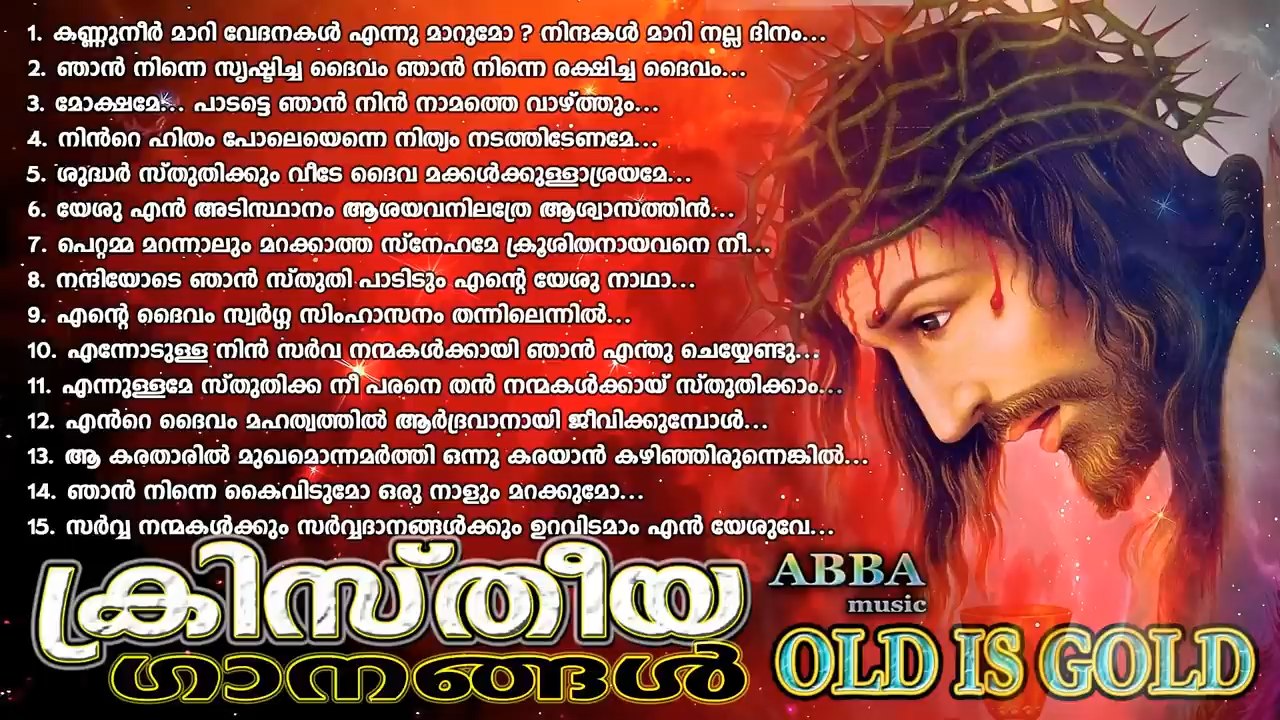 1. കണ്ണുനീർ മാറി വേദനകൾ എന്നു മാറുമോ ? നിന്ദകൾ മാറി നല്ല ദിനം...
2. ഞാൻ നിന്നെ സൃഷ്ടിച്ച ദൈവം ഞാൻ നിന്നെ രക്ഷിച്ച ദൈവം...
3. മോക്ഷമേ... പാടട്ടെ ഞാൻ നിൻ നാമത്തെ വാഴ്ത്തും...
4. നിൻറെ ഹിതം പോലെയെന്നെ നിത്യം നടത്തിടേണമേ...
5. ശുദ്ധർ സ്തുതിക്കും വീടേ ദൈവ മക്കൾക്കുള്ളാശ്രയമേ...
6. യേശു എൻ അടിസ്ഥാനം ആശയവനിലത്രേ ആശ്വാസത്തിൻ...
7. പെറ്റമ്മ മറന്നാലും മറക്കാത്ത സ്നേഹമേ ക്രൂശിതനായവനെ നീ...
8. നന്ദിയോടെ ഞാൻ സ്തുതി പാടിടും എന്റെ യേശു നാഥാ...
9. എന്റെ ദൈവം സ്വർഗ്ഗ സിംഹാസനം തന്നിലെന്നിൽ...
10. എന്നോടുള്ള നിൻ സർവ നന്മകൾക്കായി ഞാൻ എന്തു ചെയ്യേണ്ടു...
11. എന്നുള്ളമേ സ്തുതിക്ക നീ പരനെ തൻ നന്മകൾക്കായ് സ്തുതിക്കാം...
12. എൻറെ ദൈവം മഹത്വത്തിൽ ആർദ്രവാനായി ജീവിക്കുമ്പോൾ...
13. ആ കരതാരിൽ മുഖമൊന്നമർത്തി ഒന്നു കരയാൻ കഴിഞ്ഞിരുന്നെങ്കിൽ...
14. ഞാൻ നിന്നെ കൈവിടുമോ ഒരു നാളും മറക്കുമോ...
15. സർവ്വ നന്മകൾക്കും സർവ്വദാനങ്ങൾക്കും ഉറവിടമാം എൻ യേശുവേ...
ക്രിസ്തീയ
ഗാനങ്ങൾ
ABBA
music
OLD IS GOLD